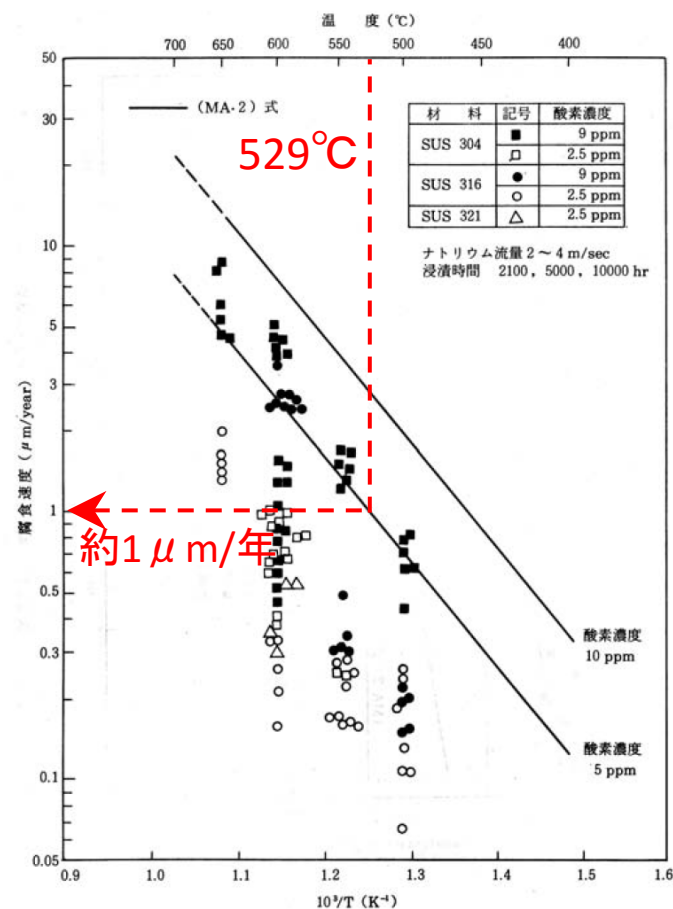 温 度 (℃)
700 650 600 550 500 450 400
50
30
10
5
3
1
0.5
0.3
0.1
0.05
腐食速度 (μm/year)
(MA・2) 式
529℃
約1μm/年
材 料 記号 酸素濃度
SUS 304 ■ 9 ppm
□ 2.5 ppm
SUS 316 ● 9 ppm
○ 2.5 ppm
SUS 321 △ 2.5 ppm
ナトリウム流量2~4 m/sec
浸漬時間 2100, 5000, 10000 hr
酸素濃度
10 ppm
酸素濃度
5 ppm
0.9 1.0 1.1 1.2 1.3 1.4 1.5 1.6
10³/T (K⁻¹)